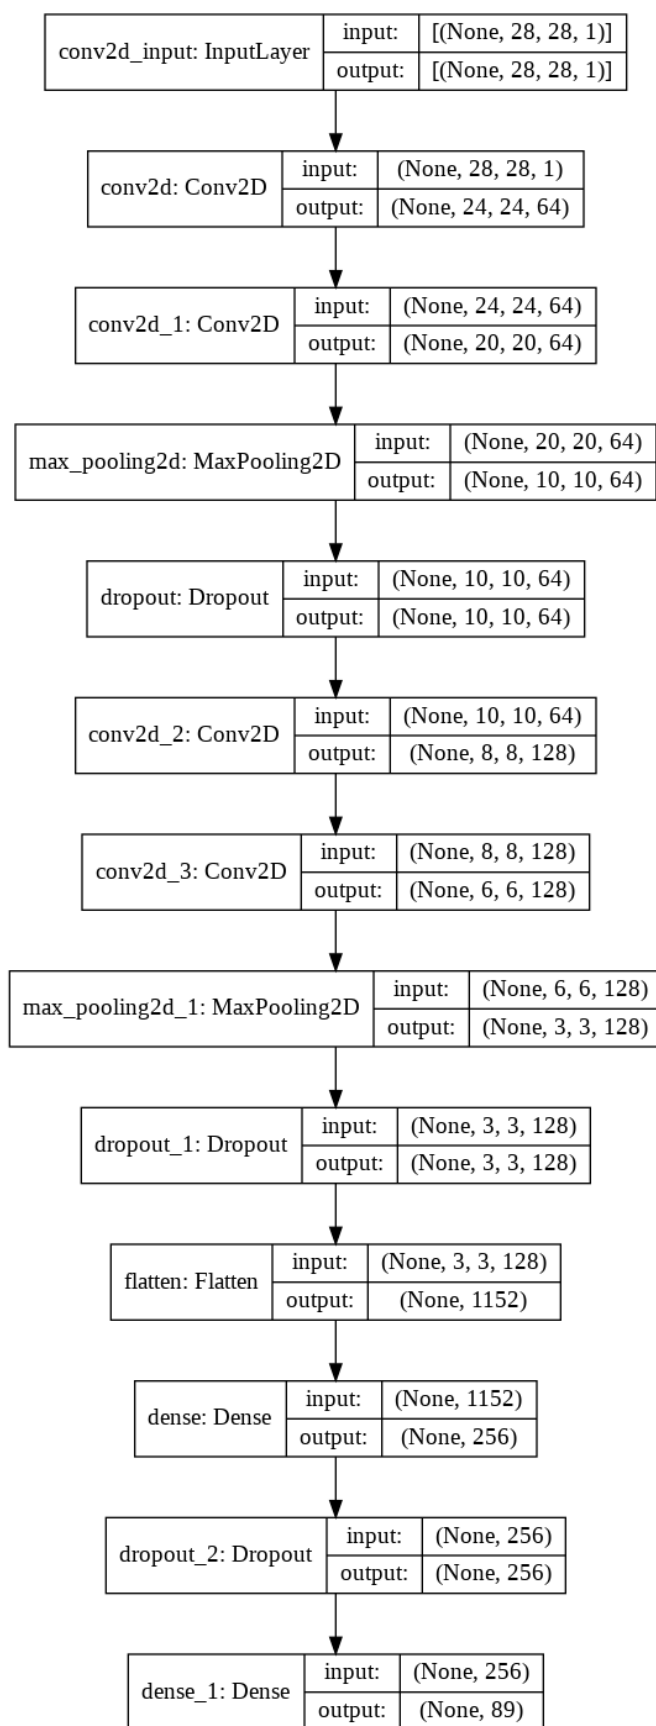 conv2d_input: InputLayer
input: [(None, 28, 28, 1)]
output: [(None, 28, 28, 1)]
conv2d: Conv2D
input: (None, 28, 28, 1)
output: (None, 24, 24, 64)
conv2d_1: Conv2D
input: (None, 24, 24, 64)
output: (None, 20, 20, 64)
max_pooling2d: MaxPooling2D
input: (None, 20, 20, 64)
output: (None, 10, 10, 64)
dropout: Dropout
input: (None, 10, 10, 64)
output: (None, 10, 10, 64)
conv2d_2: Conv2D
input: (None, 10, 10, 64)
output: (None, 8, 8, 128)
conv2d_3: Conv2D
input: (None, 8, 8, 128)
output: (None, 6, 6, 128)
max_pooling2d_1: MaxPooling2D
input: (None, 6, 6, 128)
output: (None, 3, 3, 128)
dropout_1: Dropout
input: (None, 3, 3, 128)
output: (None, 3, 3, 128)
flatten: Flatten
input: (None, 3, 3, 128)
output: (None, 1152)
dense: Dense
input: (None, 1152)
output: (None, 256)
dropout_2: Dropout
input: (None, 256)
output: (None, 256)
dense_1: Dense
input: (None, 256)
output: (None, 89)